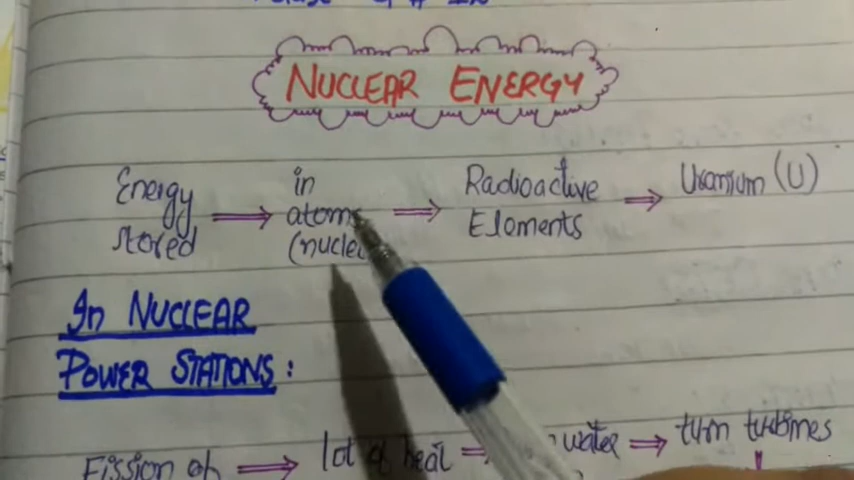 NUCLEAR ENERGY
Energy stored ⇒ in atoms ⇒ Radioactive Elements ⇒ Uranium (U)
In NUCLEAR
POWER STATIONS:
Fission of ⇒ lot of heat ⇒ water ⇒ turn turbines